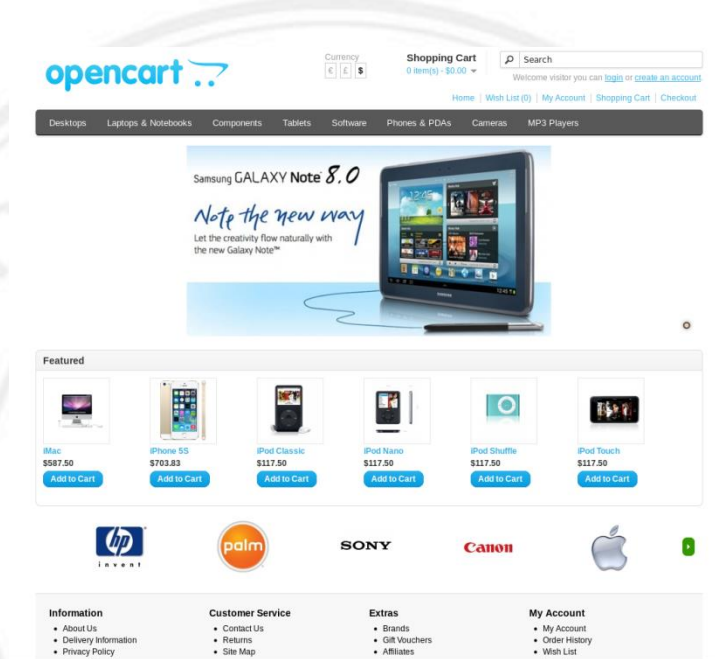 opencart
Currency
€ £ $
Shopping Cart
0 item(s) - $0.00
Search
Welcome visitor you can login or create an account.
Home Wish List (0) My Account Shopping Cart Checkout
Desktops Laptops & Notebooks Components Tablets Software Phones & PDAs Cameras MP3 Players
Samsung GALAXY Note 8.0
Note the new way
Let the creativity flow naturally with
the new Galaxy Note™
12:45
SAMSUNG
Featured
iMac iPhone 5S iPod Classic iPod Nano iPod Shuffle iPod Touch
$587.50 $703.83 $117.50 $117.50 $117.50 $117.50
Add to Cart Add to Cart Add to Cart Add to Cart Add to Cart Add to Cart
hp palm SONY Canon
invent
Information Customer Service Extras My Account
About Us Contact Us Brands My Account
Delivery Information Returns Gift Vouchers Order History
Privacy Policy Site Map Affiliates Wish List